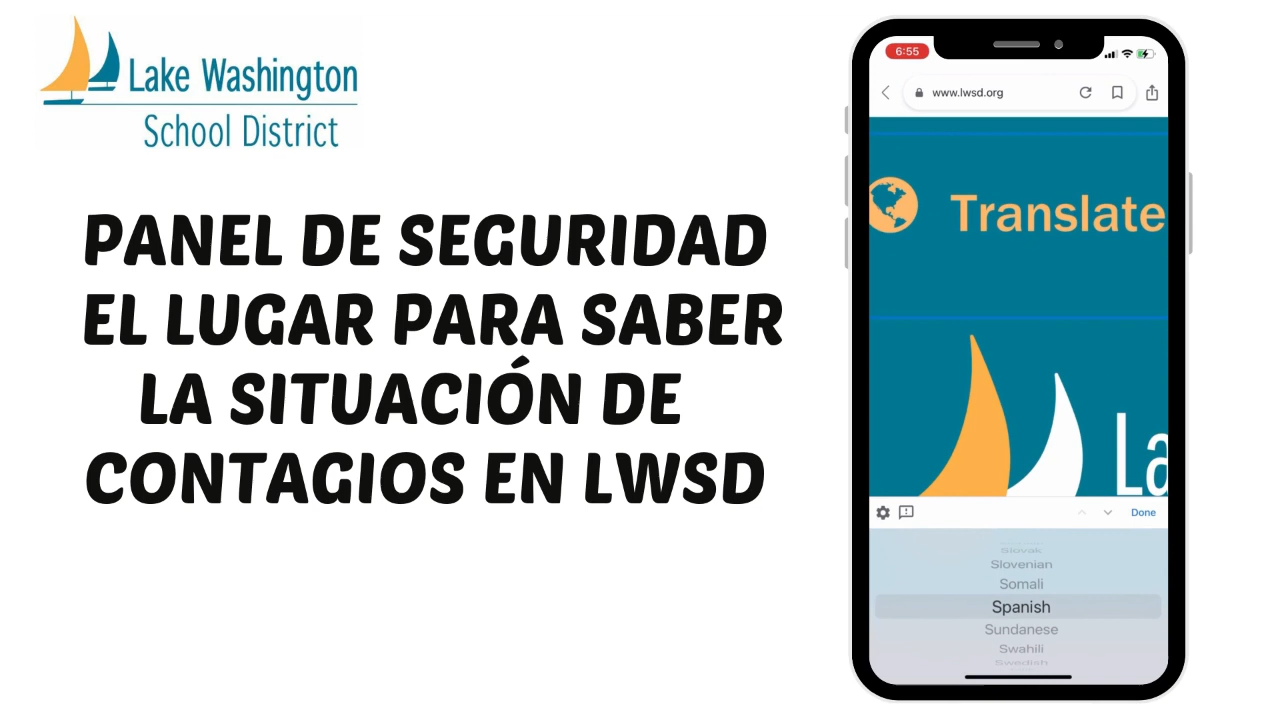 Lake Washington
School District
PANEL DE SEGURIDAD
EL LUGAR PARA SABER
LA SITUACIÓN DE
CONTAGIOS EN LWSD
6:55
www.lwsd.org
Translate
La
Done
Slovak
Slovenian
Somali
Spanish
Sundanese
Swahili
Swedish